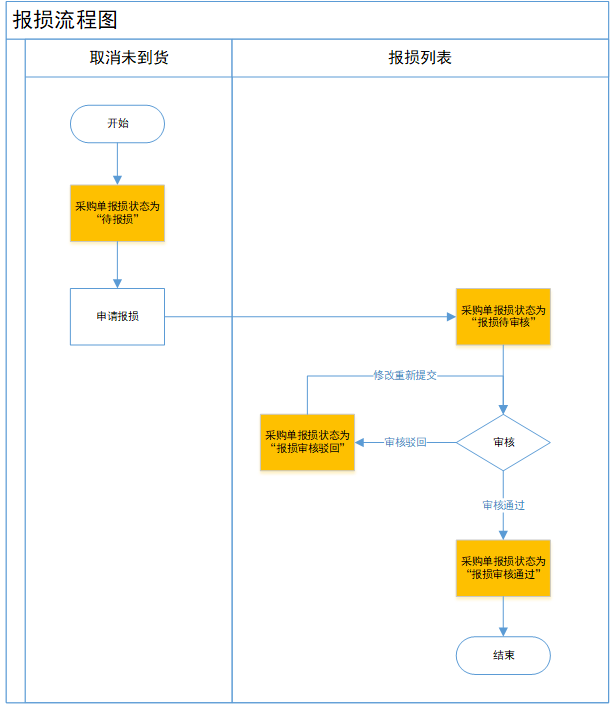 报损流程图
取消未到货
报损列表
开始
采购单报损状态为
“待报损”
申请报损
采购单报损状态为
“报损待审核”
修改重新提交
采购单报损状态为
“报损审核驳回”
审核驳回
审核
审核通过
采购单报损状态为
“报损审核通过”
结束